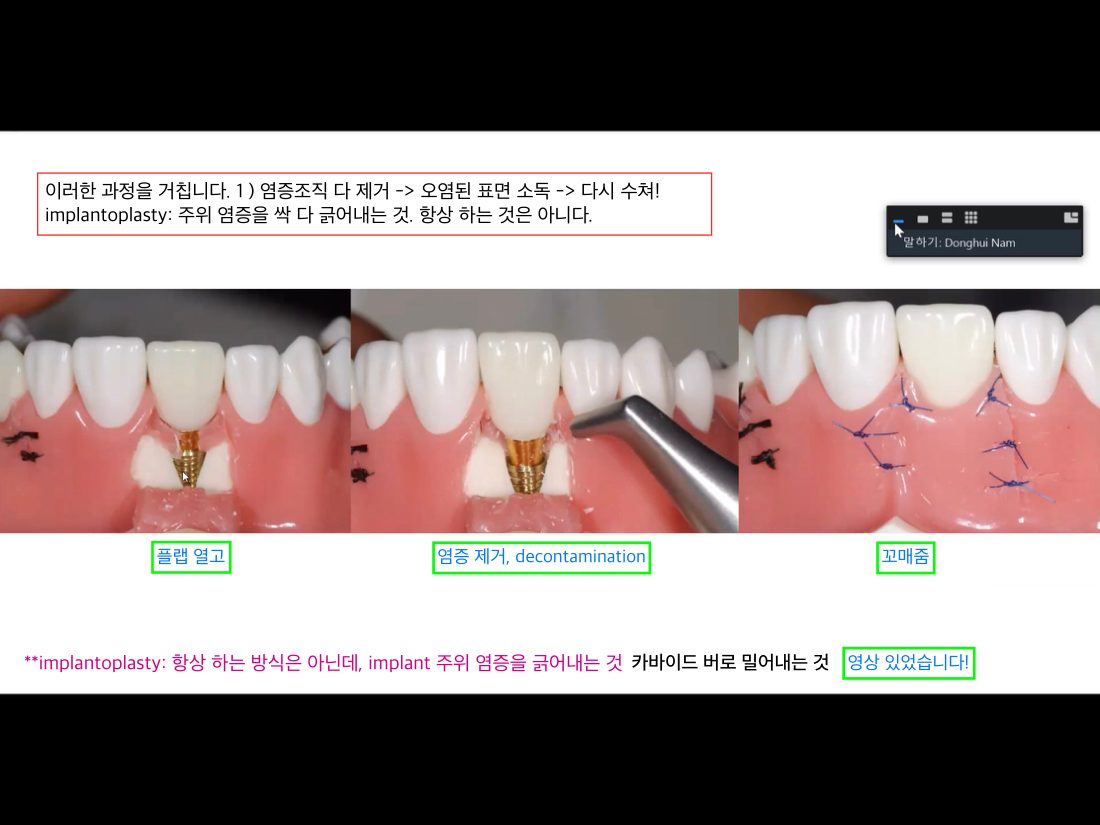 이러한 과정을 거칩니다. 1 ) 염증조직 다 제거 -> 오염된 표면 소독 -> 다시 수쳐!
implantoplasty: 주위 염증을 싹 다 긁어내는 것. 항상 하는 것은 아니다.
말하기: Donghui Nam
플랩 열고
염증 제거, decontamination
꼬매줌
**implantoplasty: 항상 하는 방식은 아닌데, implant 주위 염증을 긁어내는 것 카바이드 버로 밀어내는 것 영상 있었습니다!